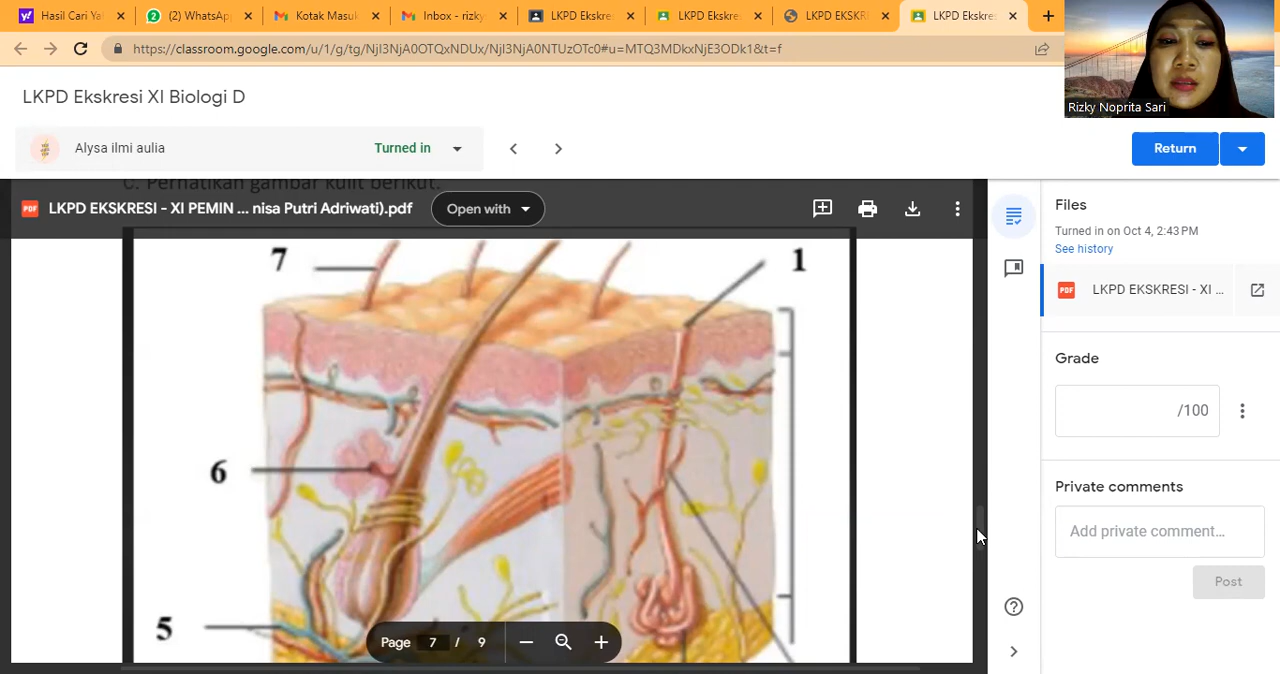 Hasil Cari Ya
(2) WhatsAp
Kotak Masu
Inbox - rizky
LKPD Ekskre
LKPD Ekskre
LKPD EKSKR
LKPD Ekskre
https://classroom.google.com/u/1/g/tg/NjI3NjA0OTQxNDUx/NjI3NjA0NTUzOTc0#u=MTQ3MDkxNjE3ODk1&t=f
Rizky Noprita Sari
LKPD Ekskresi XI Biologi D
Alysa ilmi aulia
Turned in
Return
C. Perhatikan gambar kulit berikut.
PDF
LKPD EKSKRESI - XI PEMIN ... nisa Putri Adriwati).pdf
Open with
7
1
6
5
Page 7 / 9
Files
Turned in on Oct 4, 2:43 PM
See history
PDF
LKPD EKSKRESI - XI ...
Grade
/100
Private comments
Add private comment...
Post